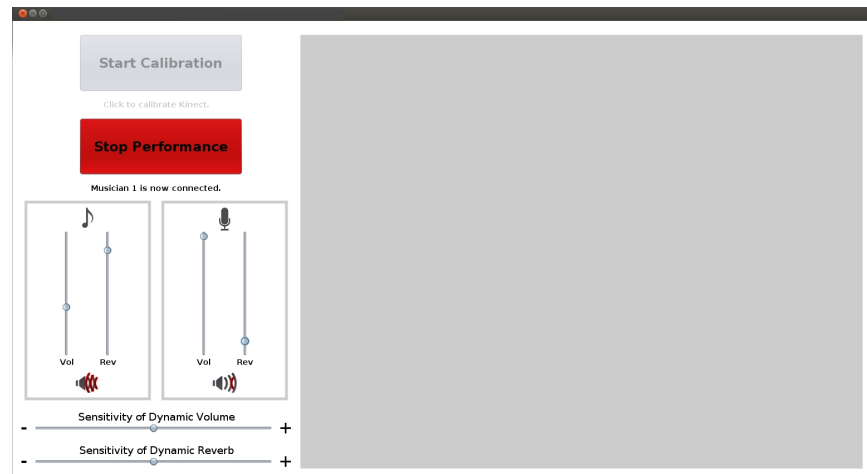 Start Calibration
Click to calibrate Kinect.
Stop Performance
Musician 1 is now connected.
Vol Rev
Vol Rev
Sensitivity of Dynamic Volume
- +
Sensitivity of Dynamic Reverb
- +